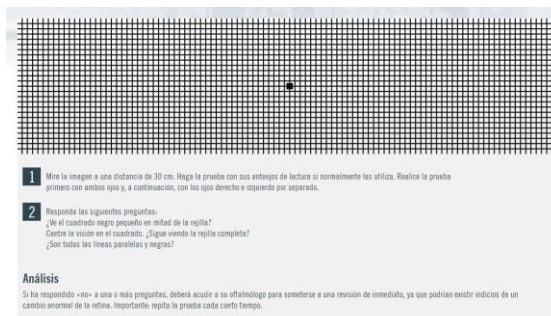 1
Mire la imagen a una distancia de 30 cm. Haga la prueba con sus anteojos de lectura si normalmente las utiliza. Realice la prueba
primero con ambos ojos y, a continuación, con los ojos derecho e izquierdo por separado.
2
Responda las siguientes preguntas:
¿Ve el cuadrado negro pequeño en mitad de la rejilla?
Centre la visión en el cuadrado. ¿Sigue viendo la rejilla completa?
¿Son todas las líneas paralelas y negras?
Análisis
Si ha respondido «no» a una o más preguntas, deberá acudir a su oftalmólogo para someterse a una revisión de inmediato, ya que podrían existir indicios de un
cambio anormal de la retina. Importante: repita la prueba cada cierto tiempo.